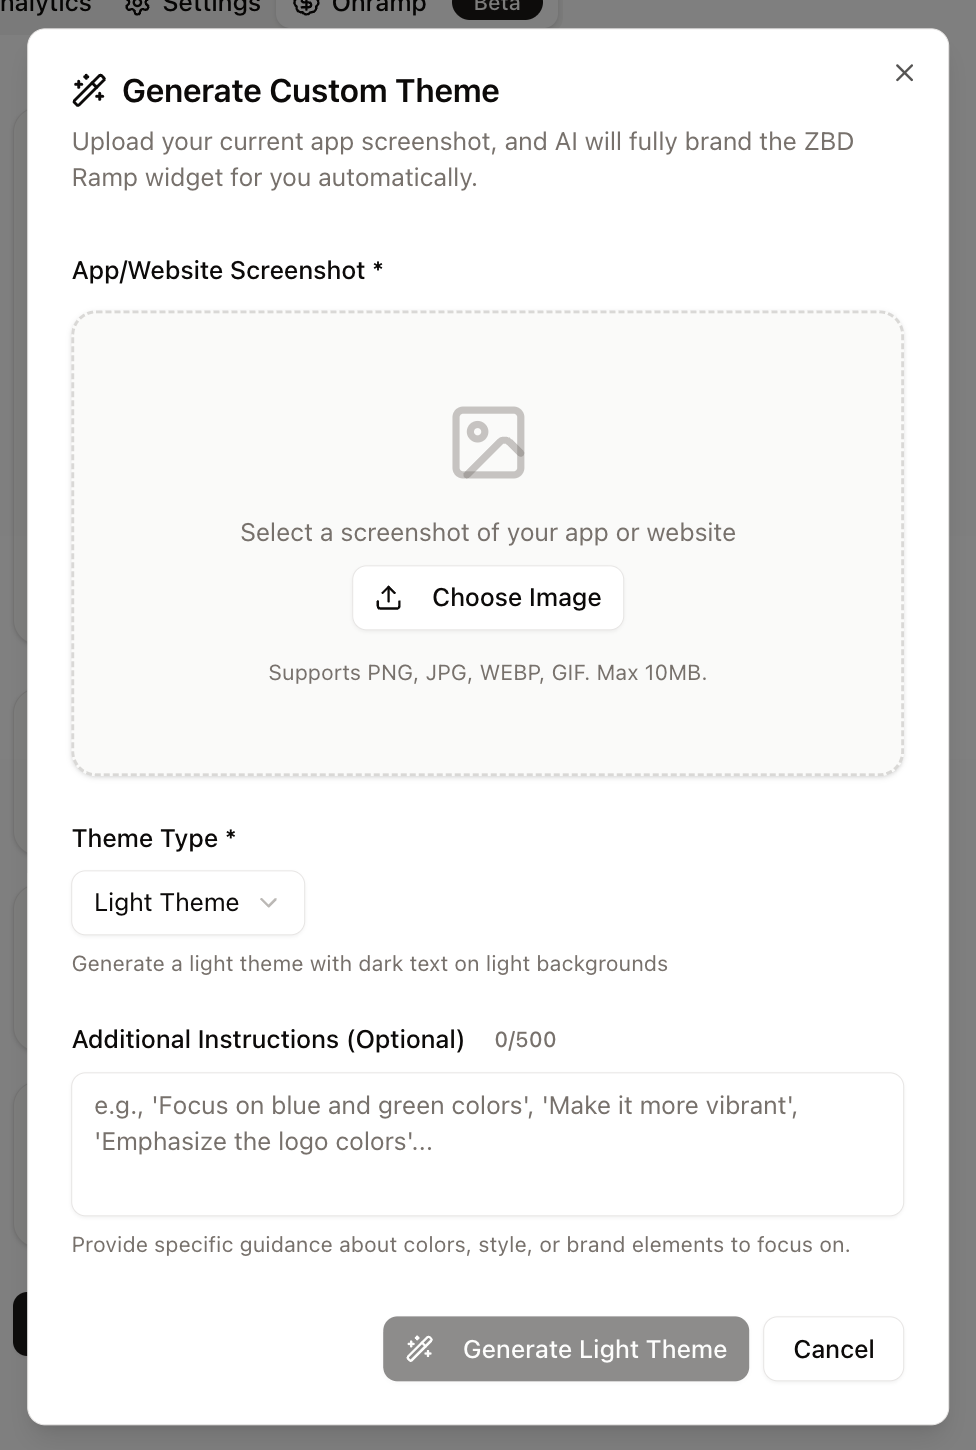 nalytics Settings Onramp Beta
Generate Custom Theme
Upload your current app screenshot, and AI will fully brand the ZBD
Ramp widget for you automatically.
App/Website Screenshot *
Select a screenshot of your app or website
Choose Image
Supports PNG, JPG, WEBP, GIF. Max 10MB.
Theme Type *
Light Theme
Generate a light theme with dark text on light backgrounds
Additional Instructions (Optional) 0/500
e.g., 'Focus on blue and green colors', 'Make it more vibrant',
'Emphasize the logo colors'...
Provide specific guidance about colors, style, or brand elements to focus on.
Generate Light Theme Cancel